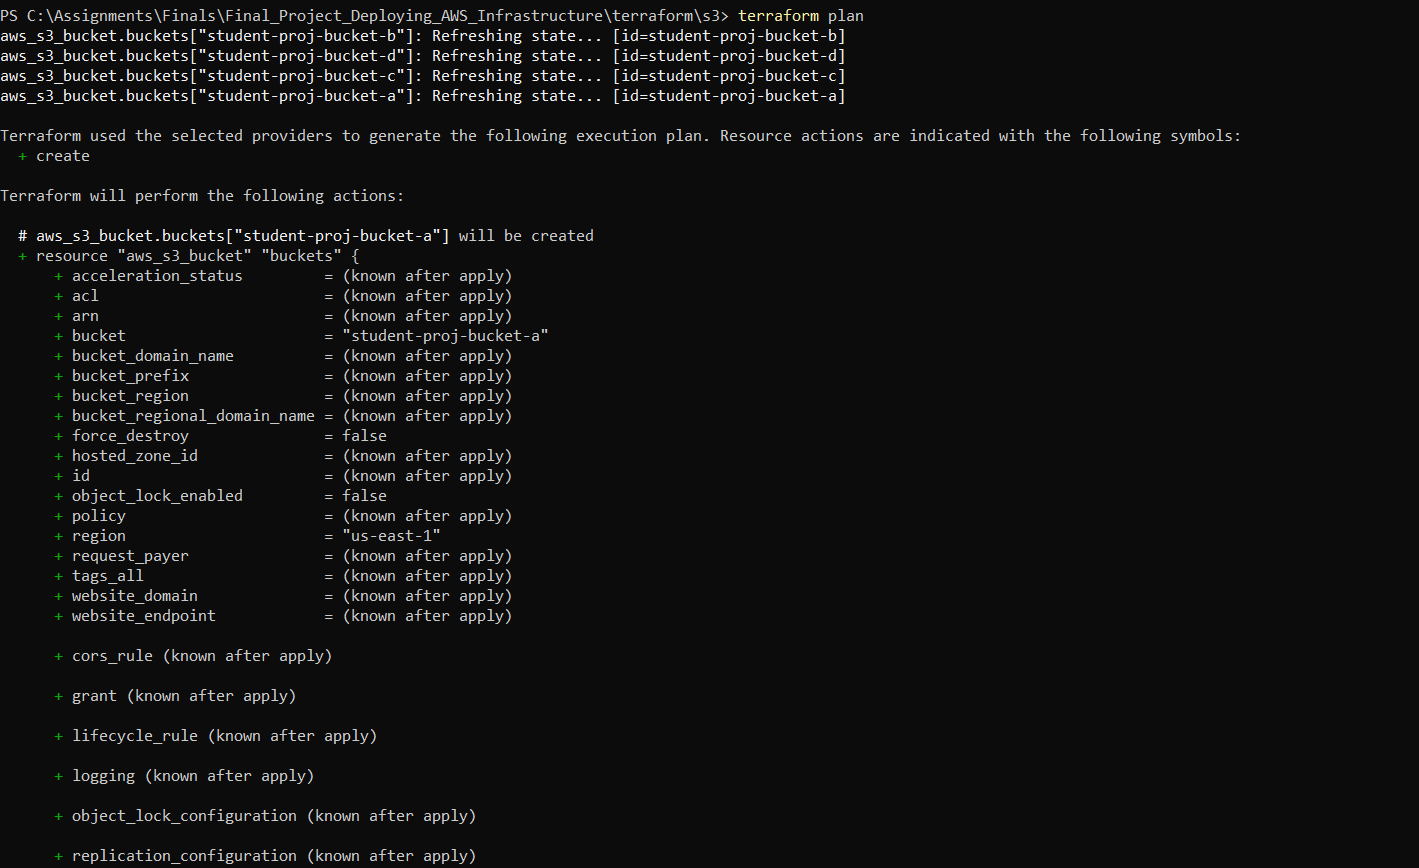 PS C:\Assignments\Finals\Final_Project_Deploying_AWS_Infrastructure\terraform\s3> terraform plan
aws_s3_bucket.buckets["student-proj-bucket-b"]: Refreshing state... [id=student-proj-bucket-b]
aws_s3_bucket.buckets["student-proj-bucket-d"]: Refreshing state... [id=student-proj-bucket-d]
aws_s3_bucket.buckets["student-proj-bucket-c"]: Refreshing state... [id=student-proj-bucket-c]
aws_s3_bucket.buckets["student-proj-bucket-a"]: Refreshing state... [id=student-proj-bucket-a]
Terraform used the selected providers to generate the following execution plan. Resource actions are indicated with the following symbols:
+ create
Terraform will perform the following actions:
# aws_s3_bucket.buckets["student-proj-bucket-a"] will be created
+ resource "aws_s3_bucket" "buckets" {
+ acceleration_status = (known after apply)
+ acl = (known after apply)
+ arn = (known after apply)
+ bucket = "student-proj-bucket-a"
+ bucket_domain_name = (known after apply)
+ bucket_prefix = (known after apply)
+ bucket_region = (known after apply)
+ bucket_regional_domain_name = (known after apply)
+ force_destroy = false
+ hosted_zone_id = (known after apply)
+ id = (known after apply)
+ object_lock_enabled = false
+ policy = (known after apply)
+ region = "us-east-1"
+ request_payer = (known after apply)
+ tags_all = (known after apply)
+ website_domain = (known after apply)
+ website_endpoint = (known after apply)
+ cors_rule (known after apply)
+ grant (known after apply)
+ lifecycle_rule (known after apply)
+ logging (known after apply)
+ object_lock_configuration (known after apply)
+ replication_configuration (known after apply)